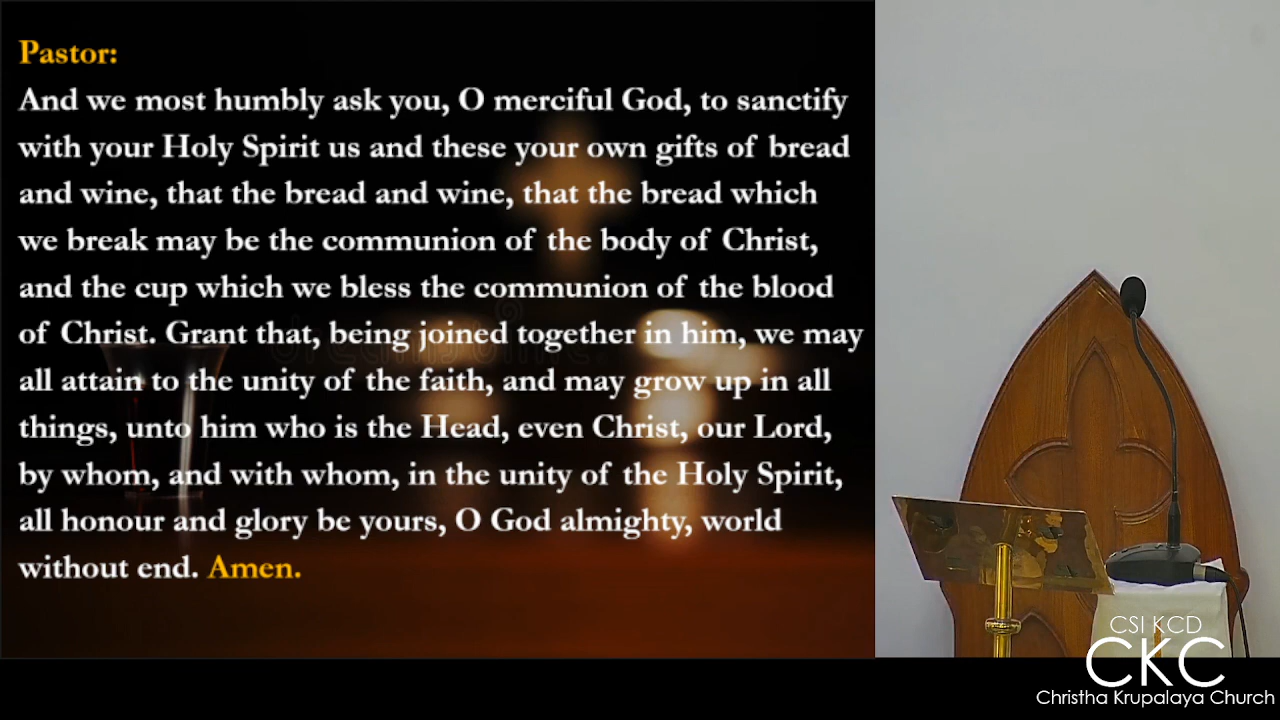 Pastor:
And we most humbly ask you, O merciful God, to sanctify
with your Holy Spirit us and these your own gifts of bread
and wine, that the bread and wine, that the bread which
we break may be the communion of the body of Christ,
and the cup which we bless the communion of the blood
of Christ. Grant that, being joined together in him, we may
all attain to the unity of the faith, and may grow up in all
things, unto him who is the Head, even Christ, our Lord,
by whom, and with whom, in the unity of the Holy Spirit,
all honour and glory be yours, O God almighty, world
without end. Amen.
CSI KCD
CKC
Christha Krupalaya Church